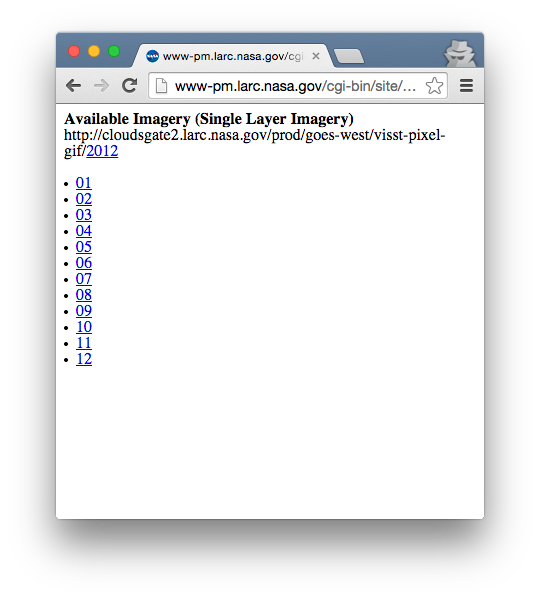 www-pm.larc.nasa.gov/cgi
www-pm.larc.nasa.gov/cgi-bin/site/...
Available Imagery (Single Layer Imagery)
http://cloudsgate2.larc.nasa.gov/prod/goes-west/visst-pixel-
gif/2012
• 01
• 02
• 03
• 04
• 05
• 06
• 07
• 08
• 09
• 10
• 11
• 12